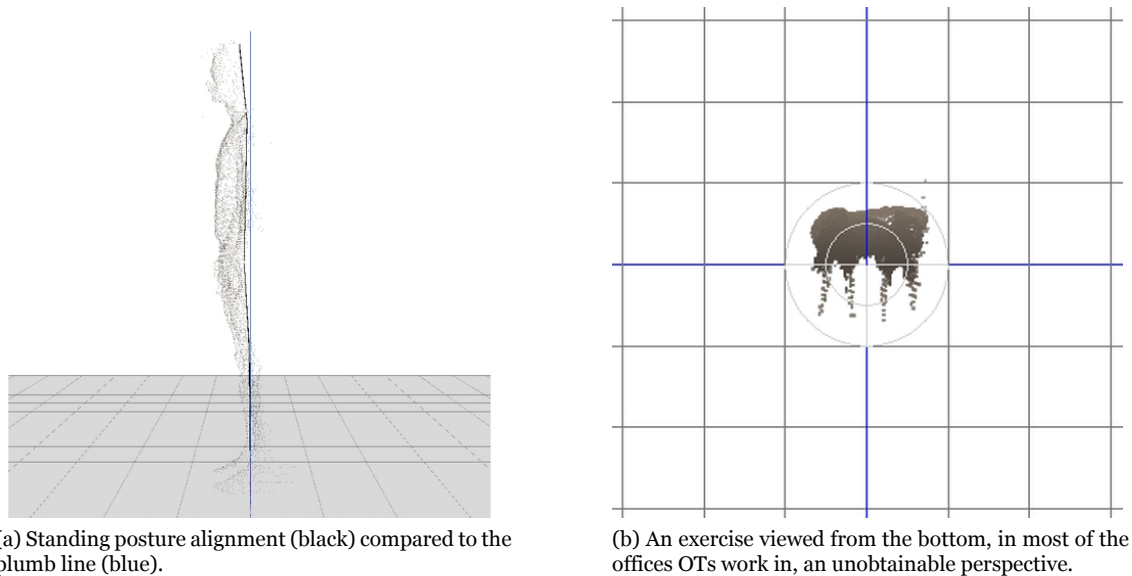 (a) Standing posture alignment (black) compared to the
plumb line (blue).
(b) An exercise viewed from the bottom, in most of the
offices OTs work in, an unobtainable perspective.